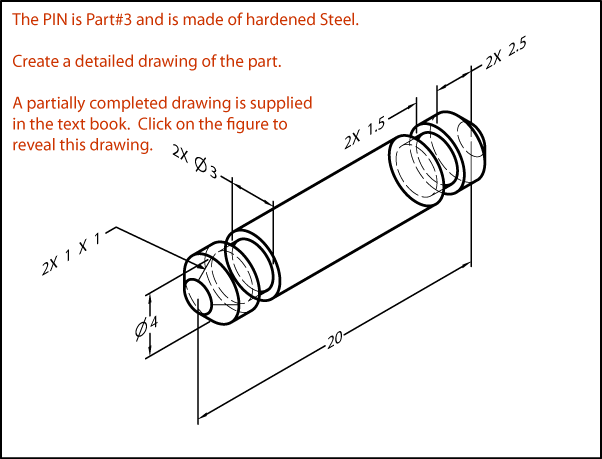 The PIN is Part#3 and is made of hardened Steel.
Create a detailed drawing of the part.
A partially completed drawing is supplied
in the text book.  Click on the figure to
reveal this drawing.
2X 2.5
2X 1.5
2X Ø3
2X 1 X 1
Ø4
20